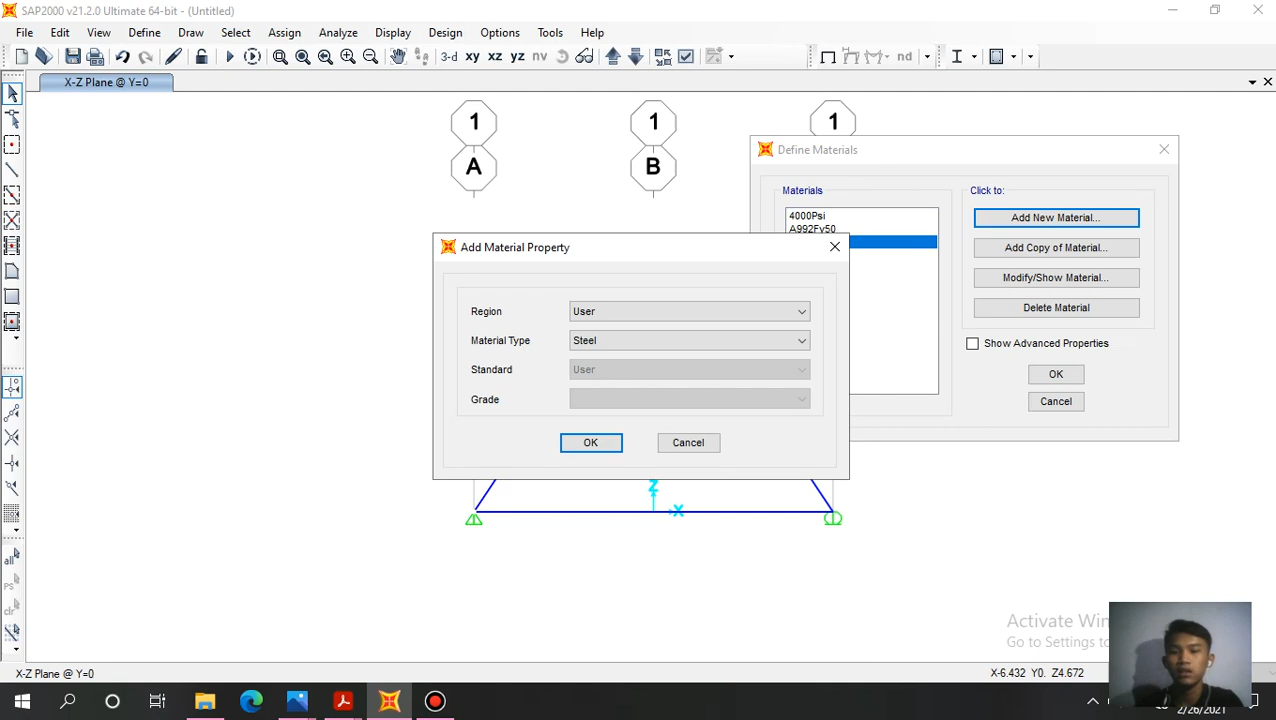 SAP2000 v21.2.0 Ultimate 64-bit - (Untitled)
File Edit View Define Draw Select Assign Analyze Display Design Options Tools Help
3-d xy xz yz nv nd
X-Z Plane @ Y=0
1 1 1
A B
Define Materials
Materials
4000Psi
A992Fy50
Click to:
Add New Material...
Add Copy of Material...
Modify/Show Material...
Delete Material
Show Advanced Properties
OK
Cancel
Add Material Property
Region User
Material Type Steel
Standard User
Grade
OK Cancel
Z
X
all
PS
clr
Activate Win
Go to Settings to
X-Z Plane @ Y=0
X-6.432 Y0. Z4.672
2/26/2021